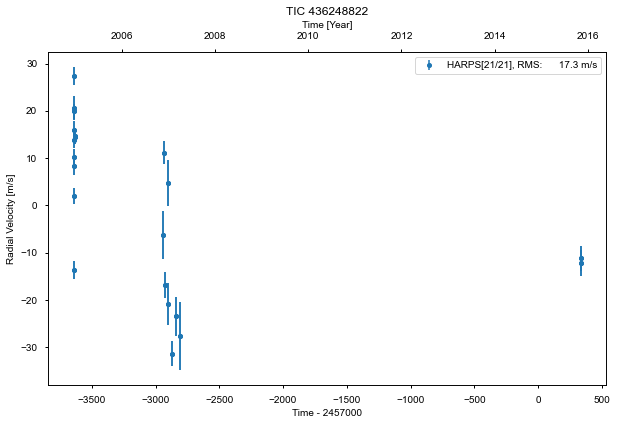 TIC 436248822
Time [Year]
2006 2008 2010 2012 2014 2016
HARPS[21/21], RMS: 17.3 m/s
30
20
10
0
−10
−20
−30
Radial Velocity [m/s]
−3500 −3000 −2500 −2000 −1500 −1000 −500 0 500
Time - 2457000